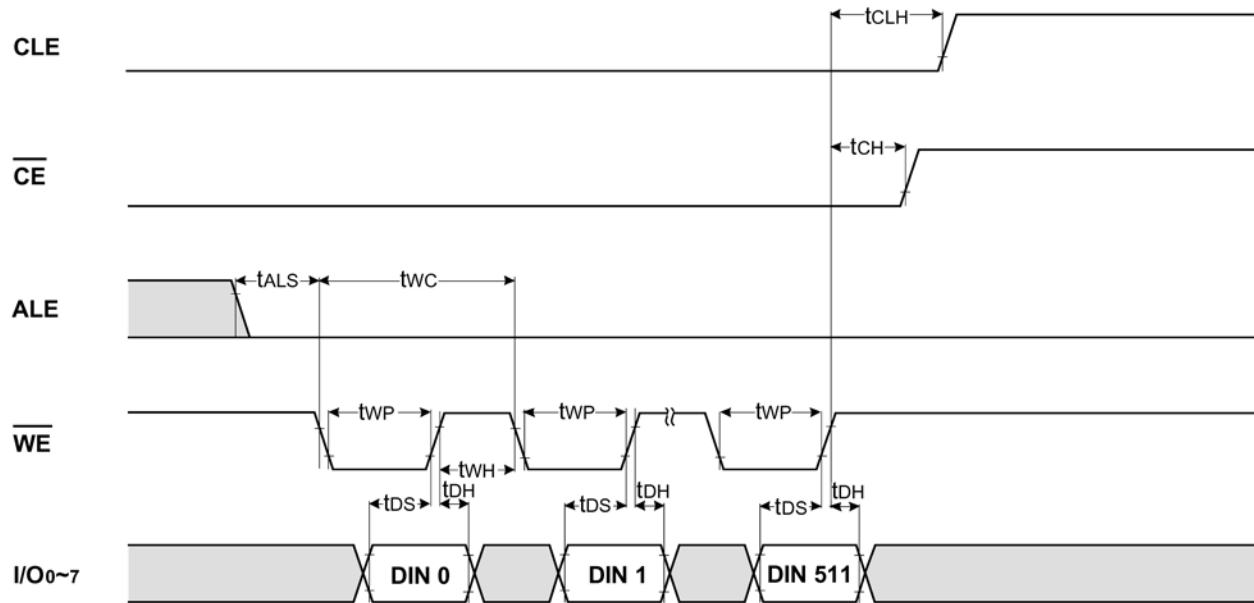 tCLH
CLE
tCH
CE
tALS
tWC
ALE
tWP
tWP
tWP
WE
tWH
tDH
tDH
tDH
tDS
tDS
tDS
I/O0~7
DIN 0
DIN 1
DIN 511